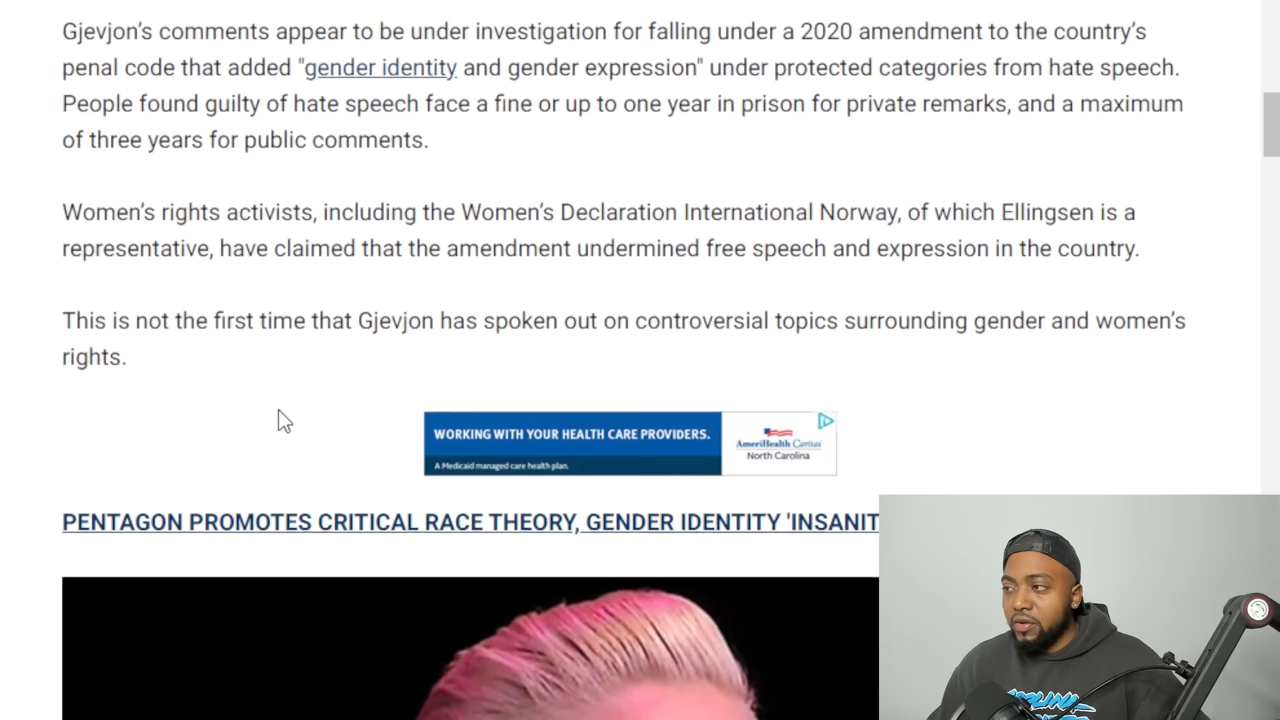 Gjevjon’s comments appear to be under investigation for falling under a 2020 amendment to the country’s
penal code that added "gender identity and gender expression" under protected categories from hate speech.
People found guilty of hate speech face a fine or up to one year in prison for private remarks, and a maximum
of three years for public comments.
Women’s rights activists, including the Women’s Declaration International Norway, of which Ellingsen is a
representative, have claimed that the amendment undermined free speech and expression in the country.
This is not the first time that Gjevjon has spoken out on controversial topics surrounding gender and women’s
rights.
WORKING WITH YOUR HEALTH CARE PROVIDERS.
A Medicaid managed care health plan.
AmeriHealth Caritas
North Carolina
PENTAGON PROMOTES CRITICAL RACE THEORY, GENDER IDENTITY 'INSANIT